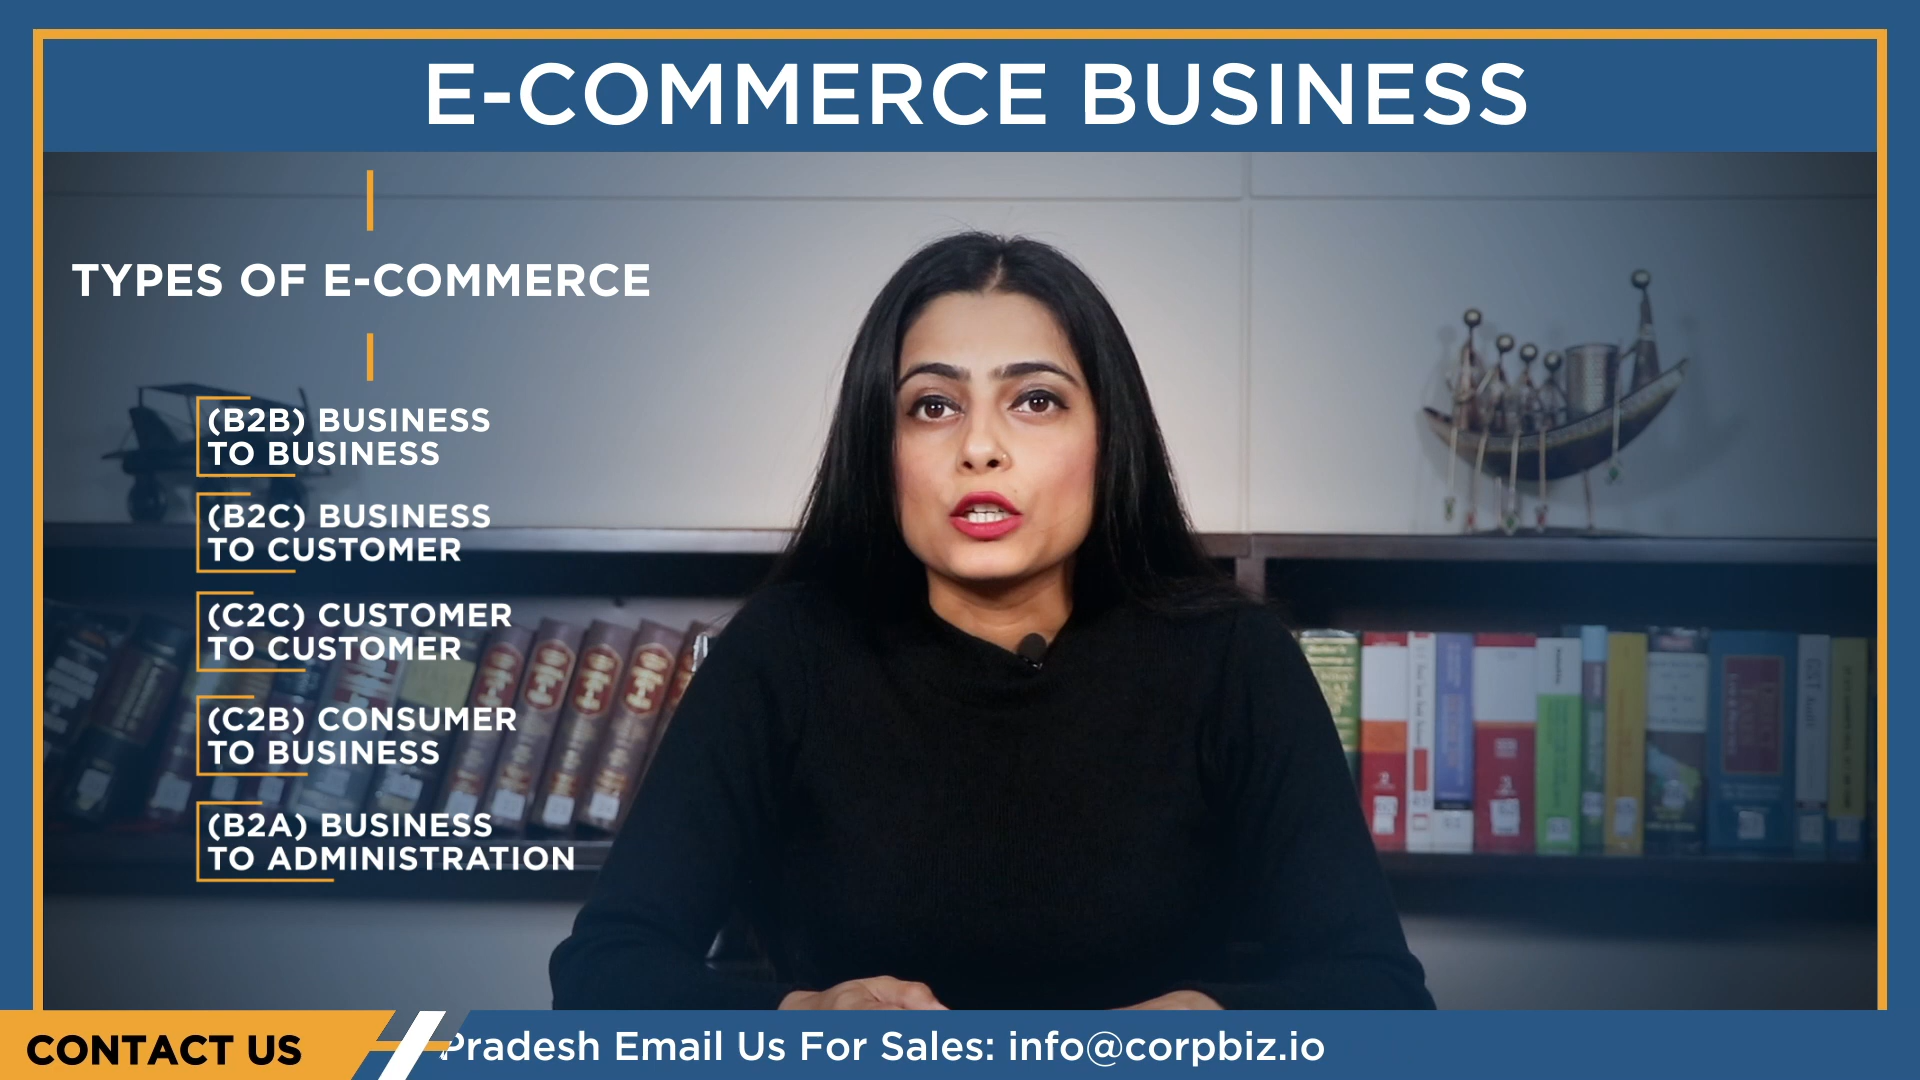 E-COMMERCE BUSINESS
TYPES OF E-COMMERCE
(B2B) BUSINESS
TO BUSINESS
(B2C) BUSINESS
TO CUSTOMER
(C2C) CUSTOMER
TO CUSTOMER
(C2B) CONSUMER
TO BUSINESS
(B2A) BUSINESS
TO ADMINISTRATION
CONTACT US
Pradesh Email Us For Sales: info@corpbiz.io